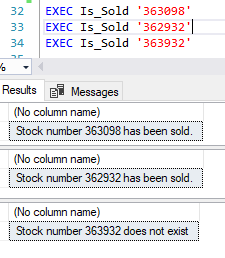 32 EXEC Is_Sold '363098'
33 EXEC Is_Sold '362932'
34 EXEC Is_Sold '363932'
%
Results Messages
(No column name)
Stock number 363098 has been sold.
(No column name)
Stock number 362932 has been sold.
(No column name)
Stock number 363932 does not exist